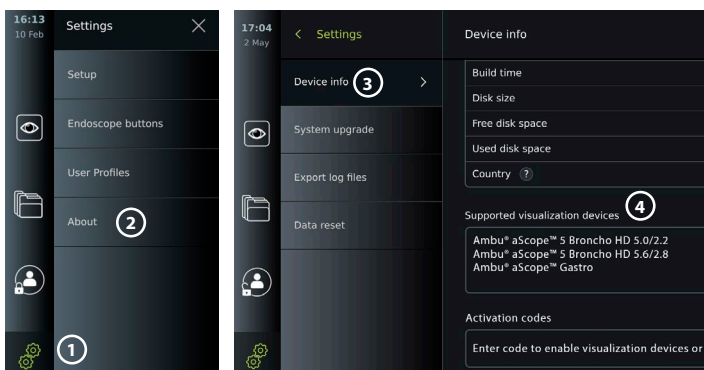 16:13
10 Feb
Settings
Setup
Endoscope buttons
User Profiles
About
2
1
17:04
2 May
Settings
Device info
3
System upgrade
Export log files
Data reset
Device info
Build time
Disk size
Free disk space
Used disk space
Country ?
Supported visualization devices
4
Ambu® aScope™ 5 Broncho HD 5.0/2.2
Ambu® aScope™ 5 Broncho HD 5.6/2.8
Ambu® aScope™ Gastro
Activation codes
Enter code to enable visualization devices or